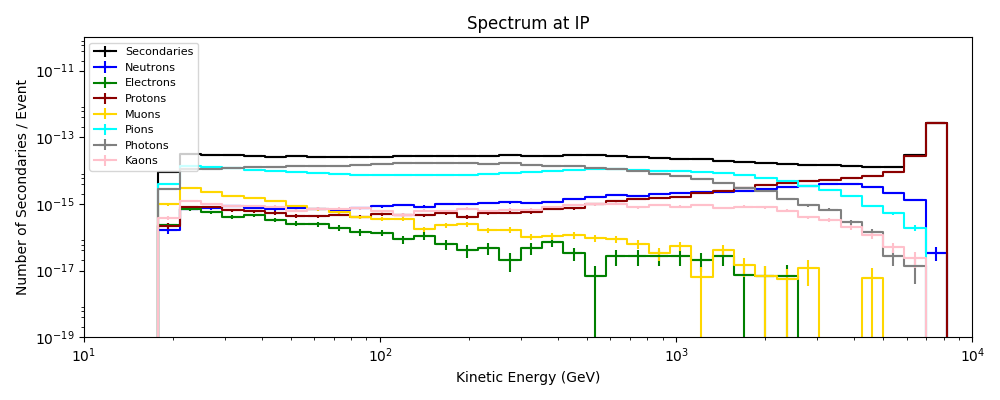 Spectrum at IP
Number of Secondaries / Event
10⁻¹¹
10⁻¹³
10⁻¹⁵
10⁻¹⁷
10⁻¹⁹
Secondaries
Neutrons
Electrons
Protons
Muons
Pions
Photons
Kaons
10¹ 10² 10³ 10⁴
Kinetic Energy (GeV)